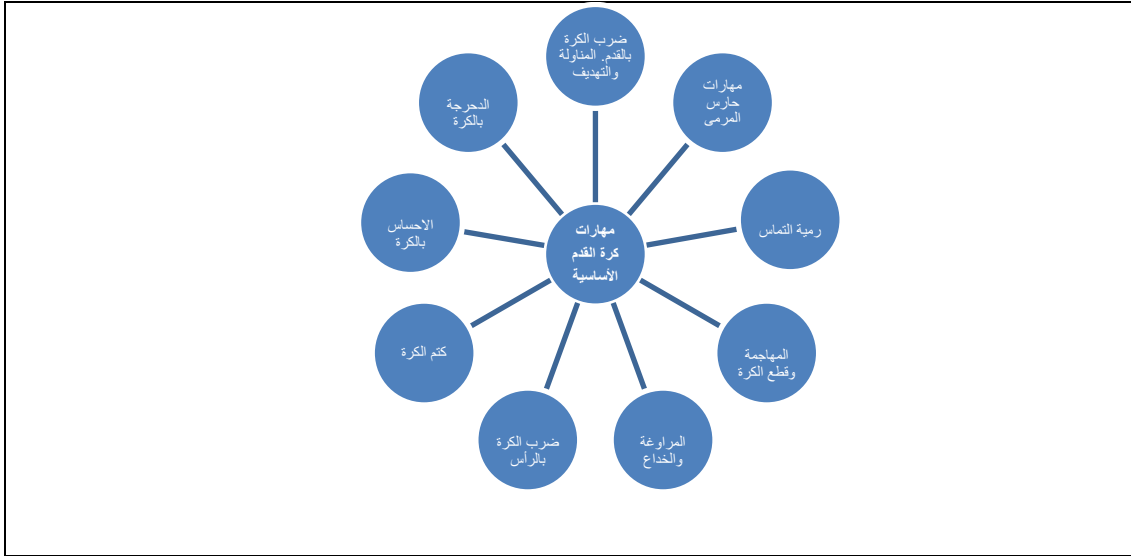 ضرب الكرة
بالقدم. المناولة
والتهديف
مهارات
حارس
المرمى
رمية التماس
المهاجمة
وقطع الكرة
المراوغة
والخداع
ضرب الكرة
بالرأس
كتم الكرة
الاحساس
بالكرة
الدحرجة
بالكرة
مهارات
كرة القدم
الأساسية